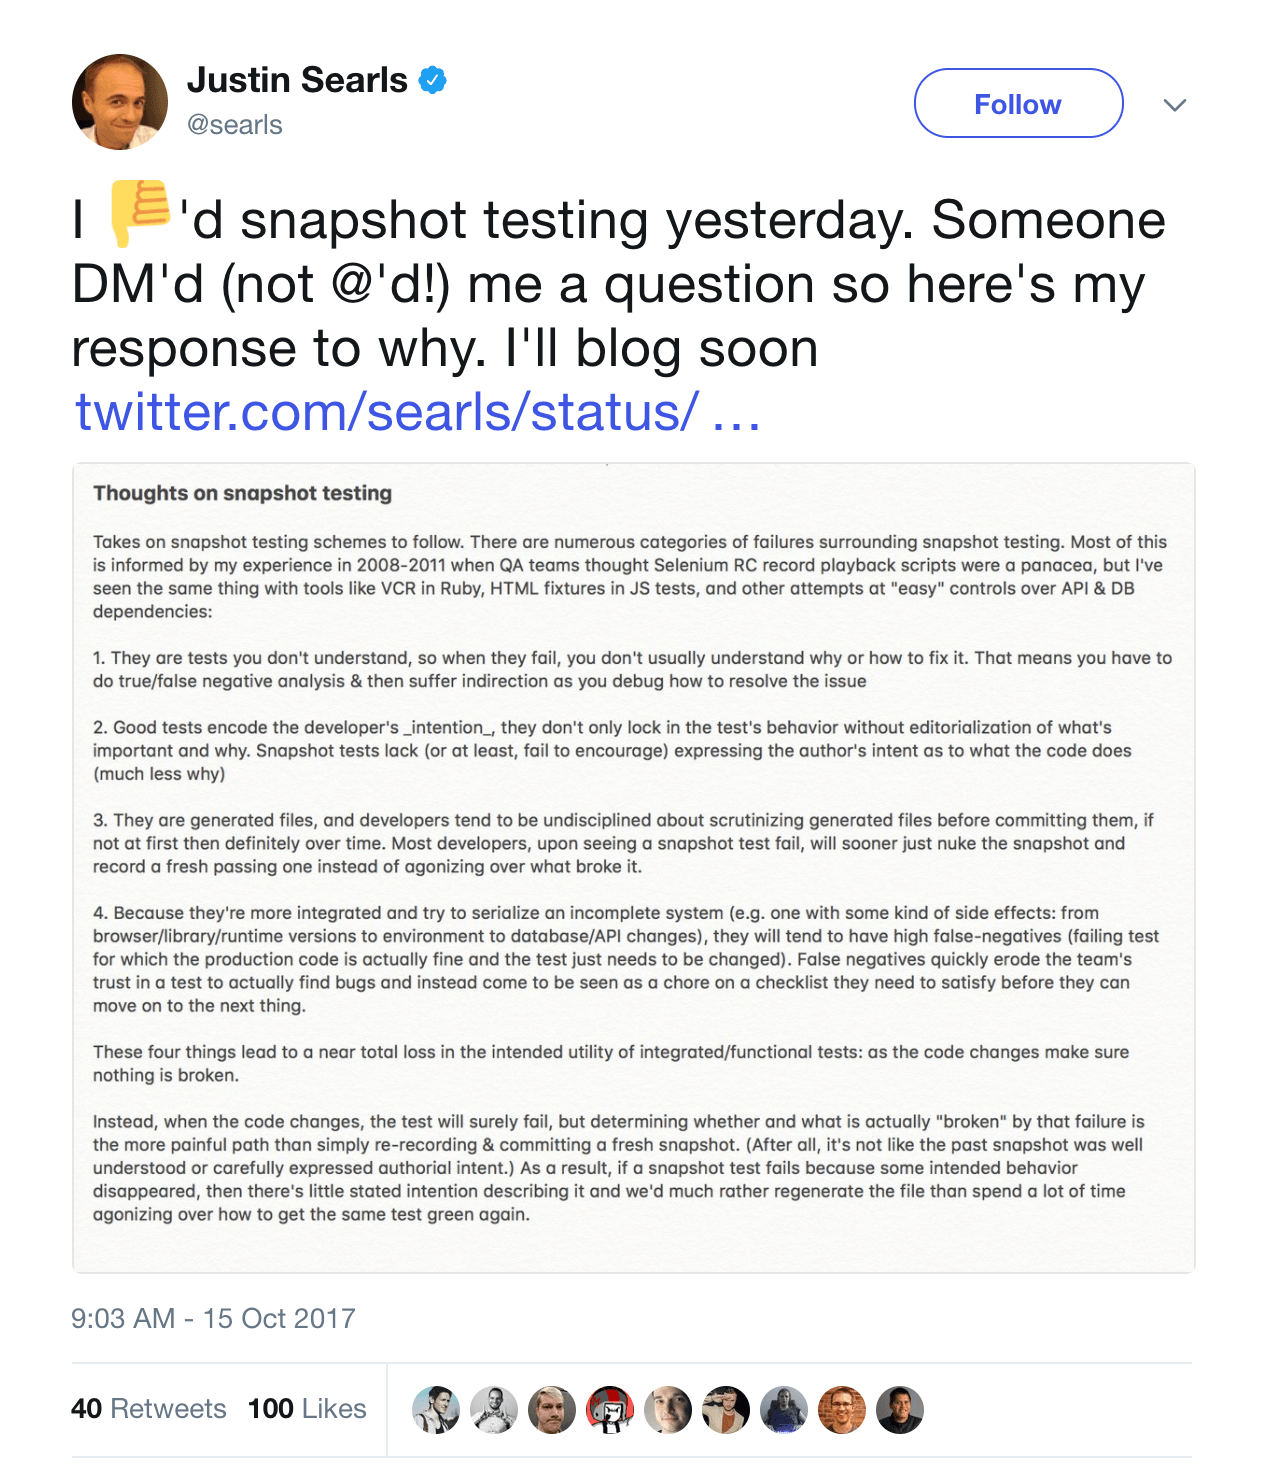 Justin Searls
@searls
Follow
I 👎'd snapshot testing yesterday. Someone
DM'd (not @'d!) me a question so here's my
response to why. I'll blog soon
twitter.com/searls/status/ …
Thoughts on snapshot testing
Takes on snapshot testing schemes to follow. There are numerous categories of failures surrounding snapshot testing. Most of this
is informed by my experience in 2008-2011 when QA teams thought Selenium RC record playback scripts were a panacea, but I've
seen the same thing with tools like VCR in Ruby, HTML fixtures in JS tests, and other attempts at "easy" controls over API & DB
dependencies:
1. They are tests you don't understand, so when they fail, you don't usually understand why or how to fix it. That means you have to
do true/false negative analysis & then suffer indirection as you debug how to resolve the issue
2. Good tests encode the developer's _intention_, they don't only lock in the test's behavior without editorialization of what's
important and why. Snapshot tests lack (or at least, fail to encourage) expressing the author's intent as to what the code does
(much less why)
3. They are generated files, and developers tend to be undisciplined about scrutinizing generated files before committing them, if
not at first then definitely over time. Most developers, upon seeing a snapshot test fail, will sooner just nuke the snapshot and
record a fresh passing one instead of agonizing over what broke it.
4. Because they're more integrated and try to serialize an incomplete system (e.g. one with some kind of side effects: from
browser/library/runtime versions to environment to database/API changes), they will tend to have high false-negatives (failing test
for which the production code is actually fine and the test just needs to be changed). False negatives quickly erode the team's
trust in a test to actually find bugs and instead come to be seen as a chore on a checklist they need to satisfy before they can
move on to the next thing.
These four things lead to a near total loss in the intended utility of integrated/functional tests: as the code changes make sure
nothing is broken.
Instead, when the code changes, the test will surely fail, but determining whether and what is actually "broken" by that failure is
the more painful path than simply re-recording & committing a fresh snapshot. (After all, it's not like the past snapshot was well
understood or carefully expressed authorial intent.) As a result, if a snapshot test fails because some intended behavior
disappeared, then there's little stated intention describing it and we'd much rather regenerate the file than spend a lot of time
agonizing over how to get the same test green again.
9:03 AM - 15 Oct 2017
40 Retweets 100 Likes